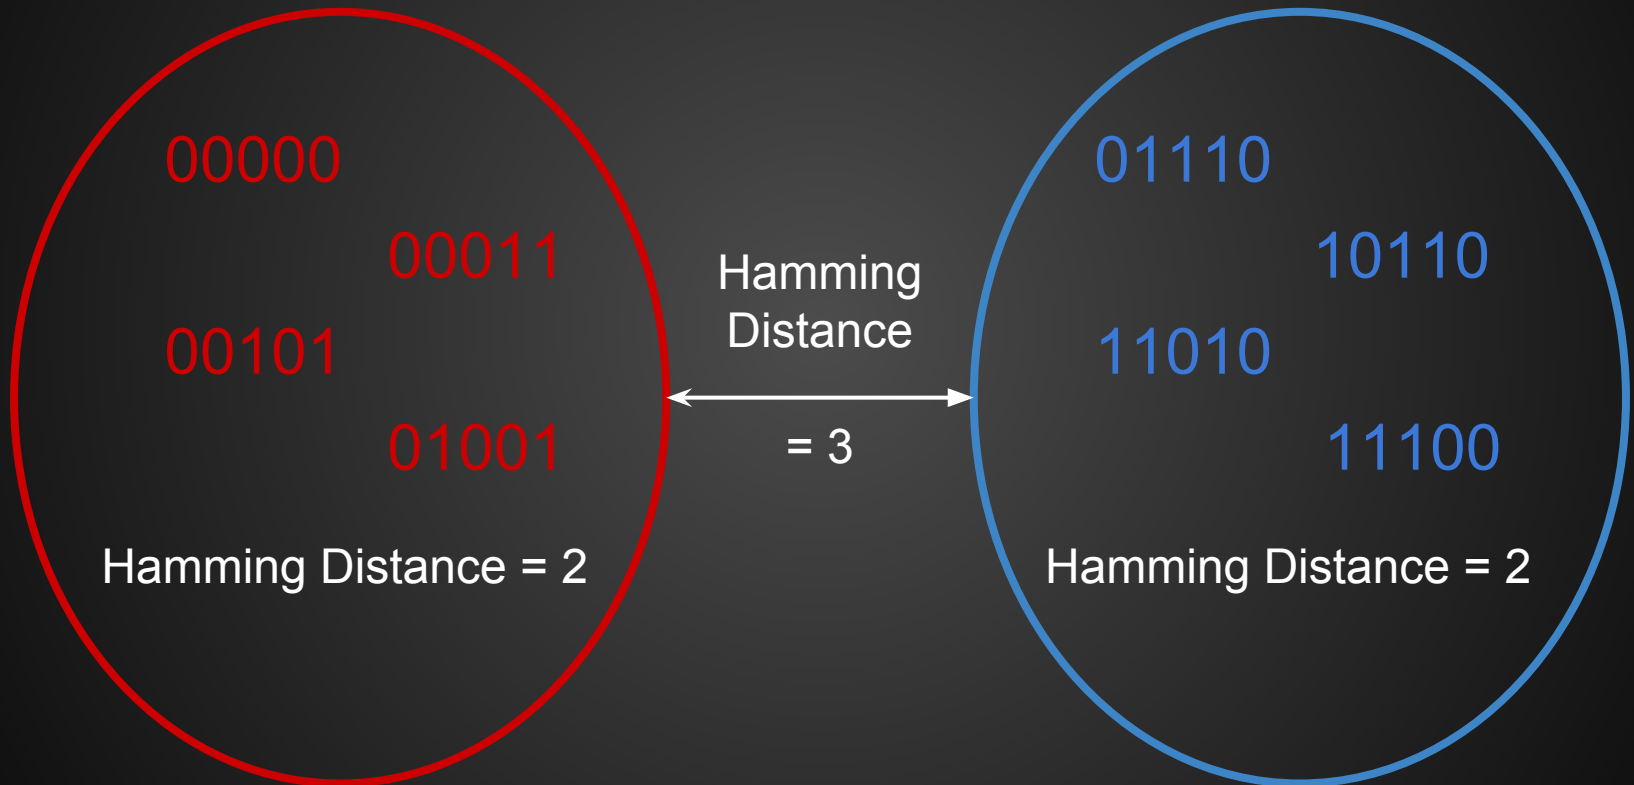 00000
00011
00101
01001
Hamming Distance = 2
Hamming
Distance
= 3
01110
10110
11010
11100
Hamming Distance = 2